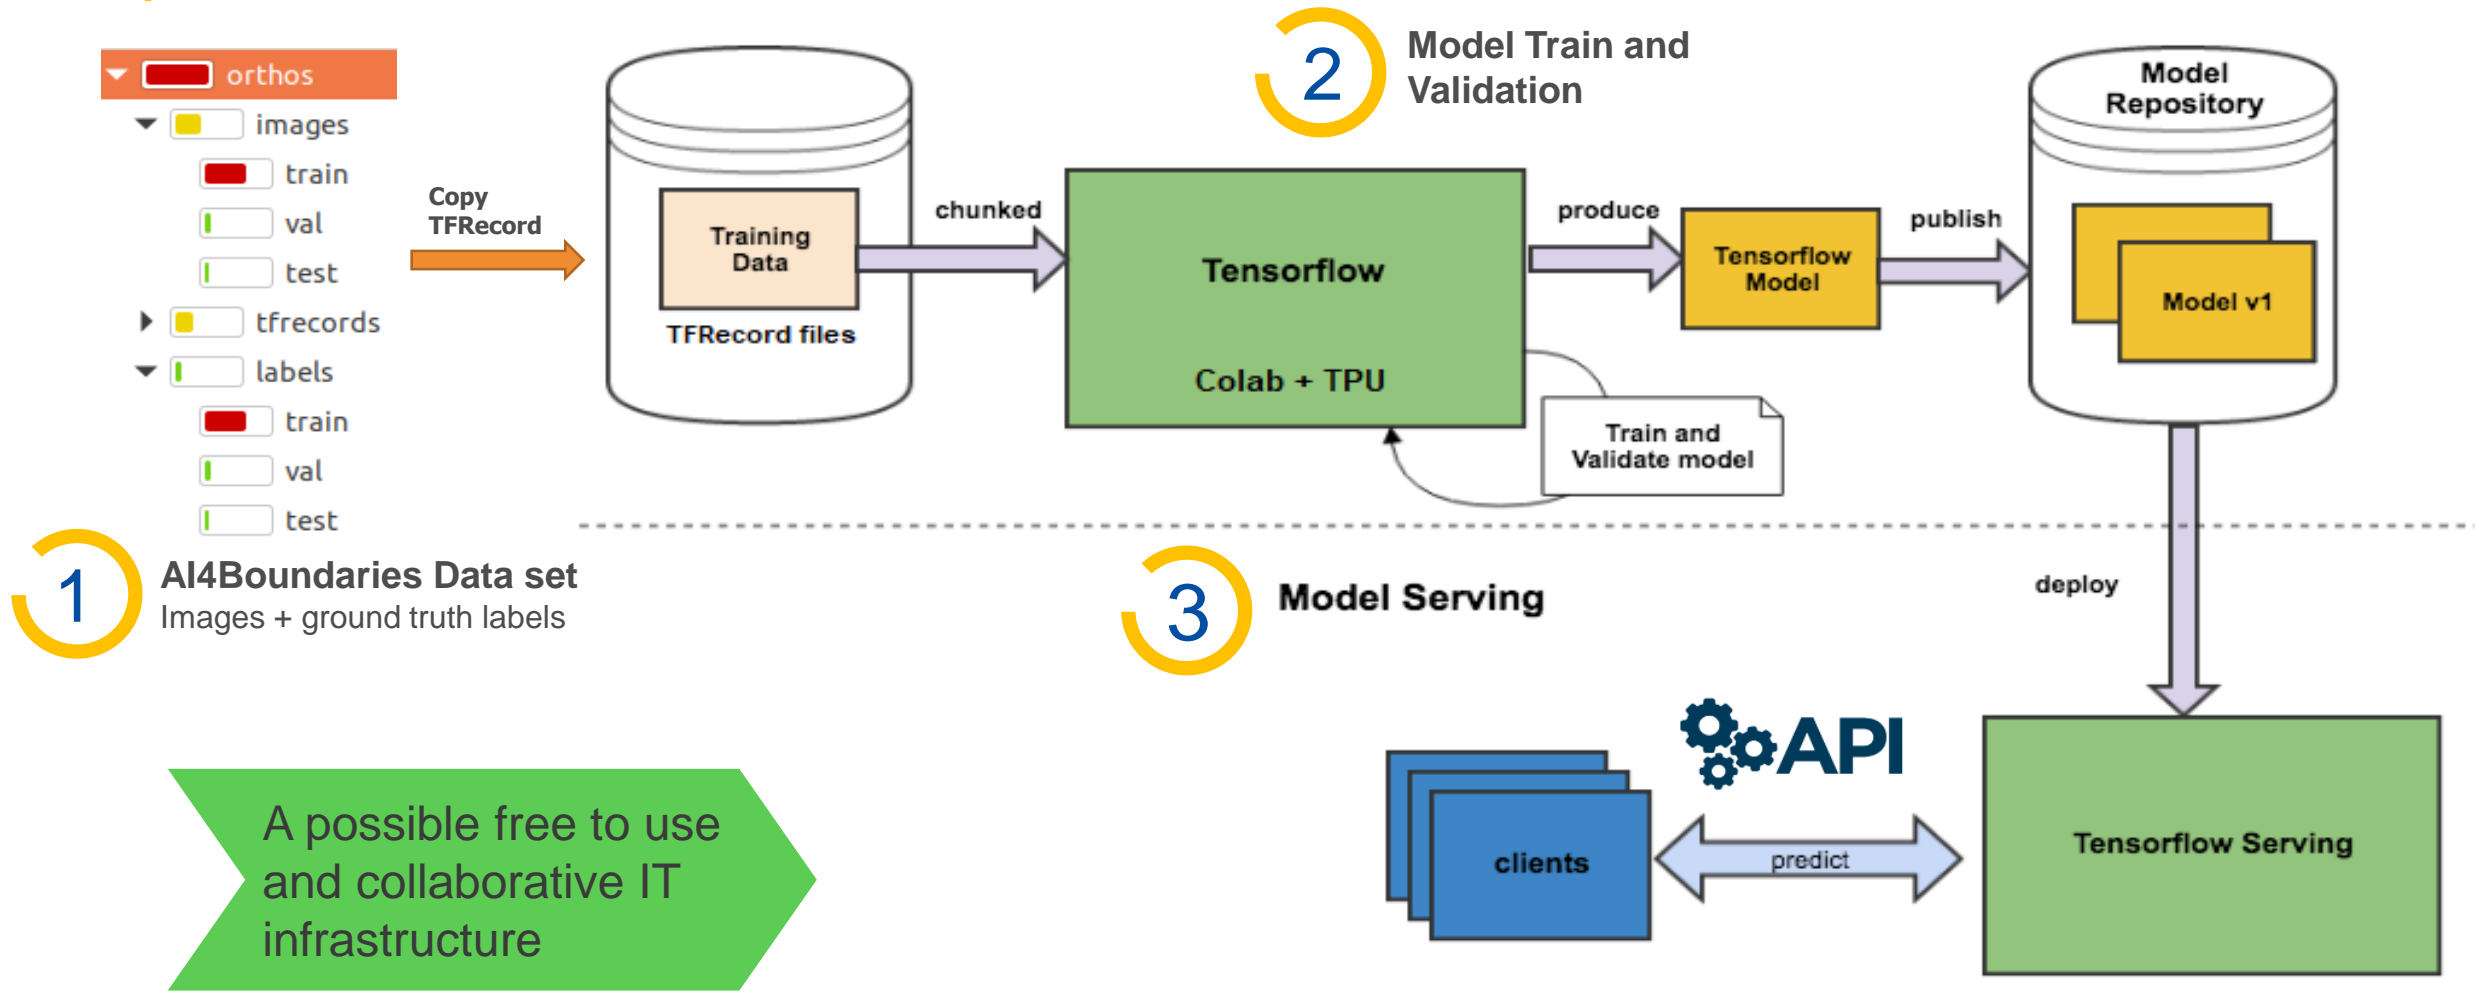 orthos
images
train
val
test
tfrecords
labels
train
val
test
Copy
TFRecord
1
AI4Boundaries Data set
Images + ground truth labels
2
Model Train and
Validation
Training
Data
TFRecord files
chunked
Tensorflow
Colab + TPU
Train and
Validate model
produce
Tensorflow
Model
publish
Model
Repository
Model v1
deploy
3
Model Serving
API
clients
predict
Tensorflow Serving
A possible free to use
and collaborative IT
infrastructure